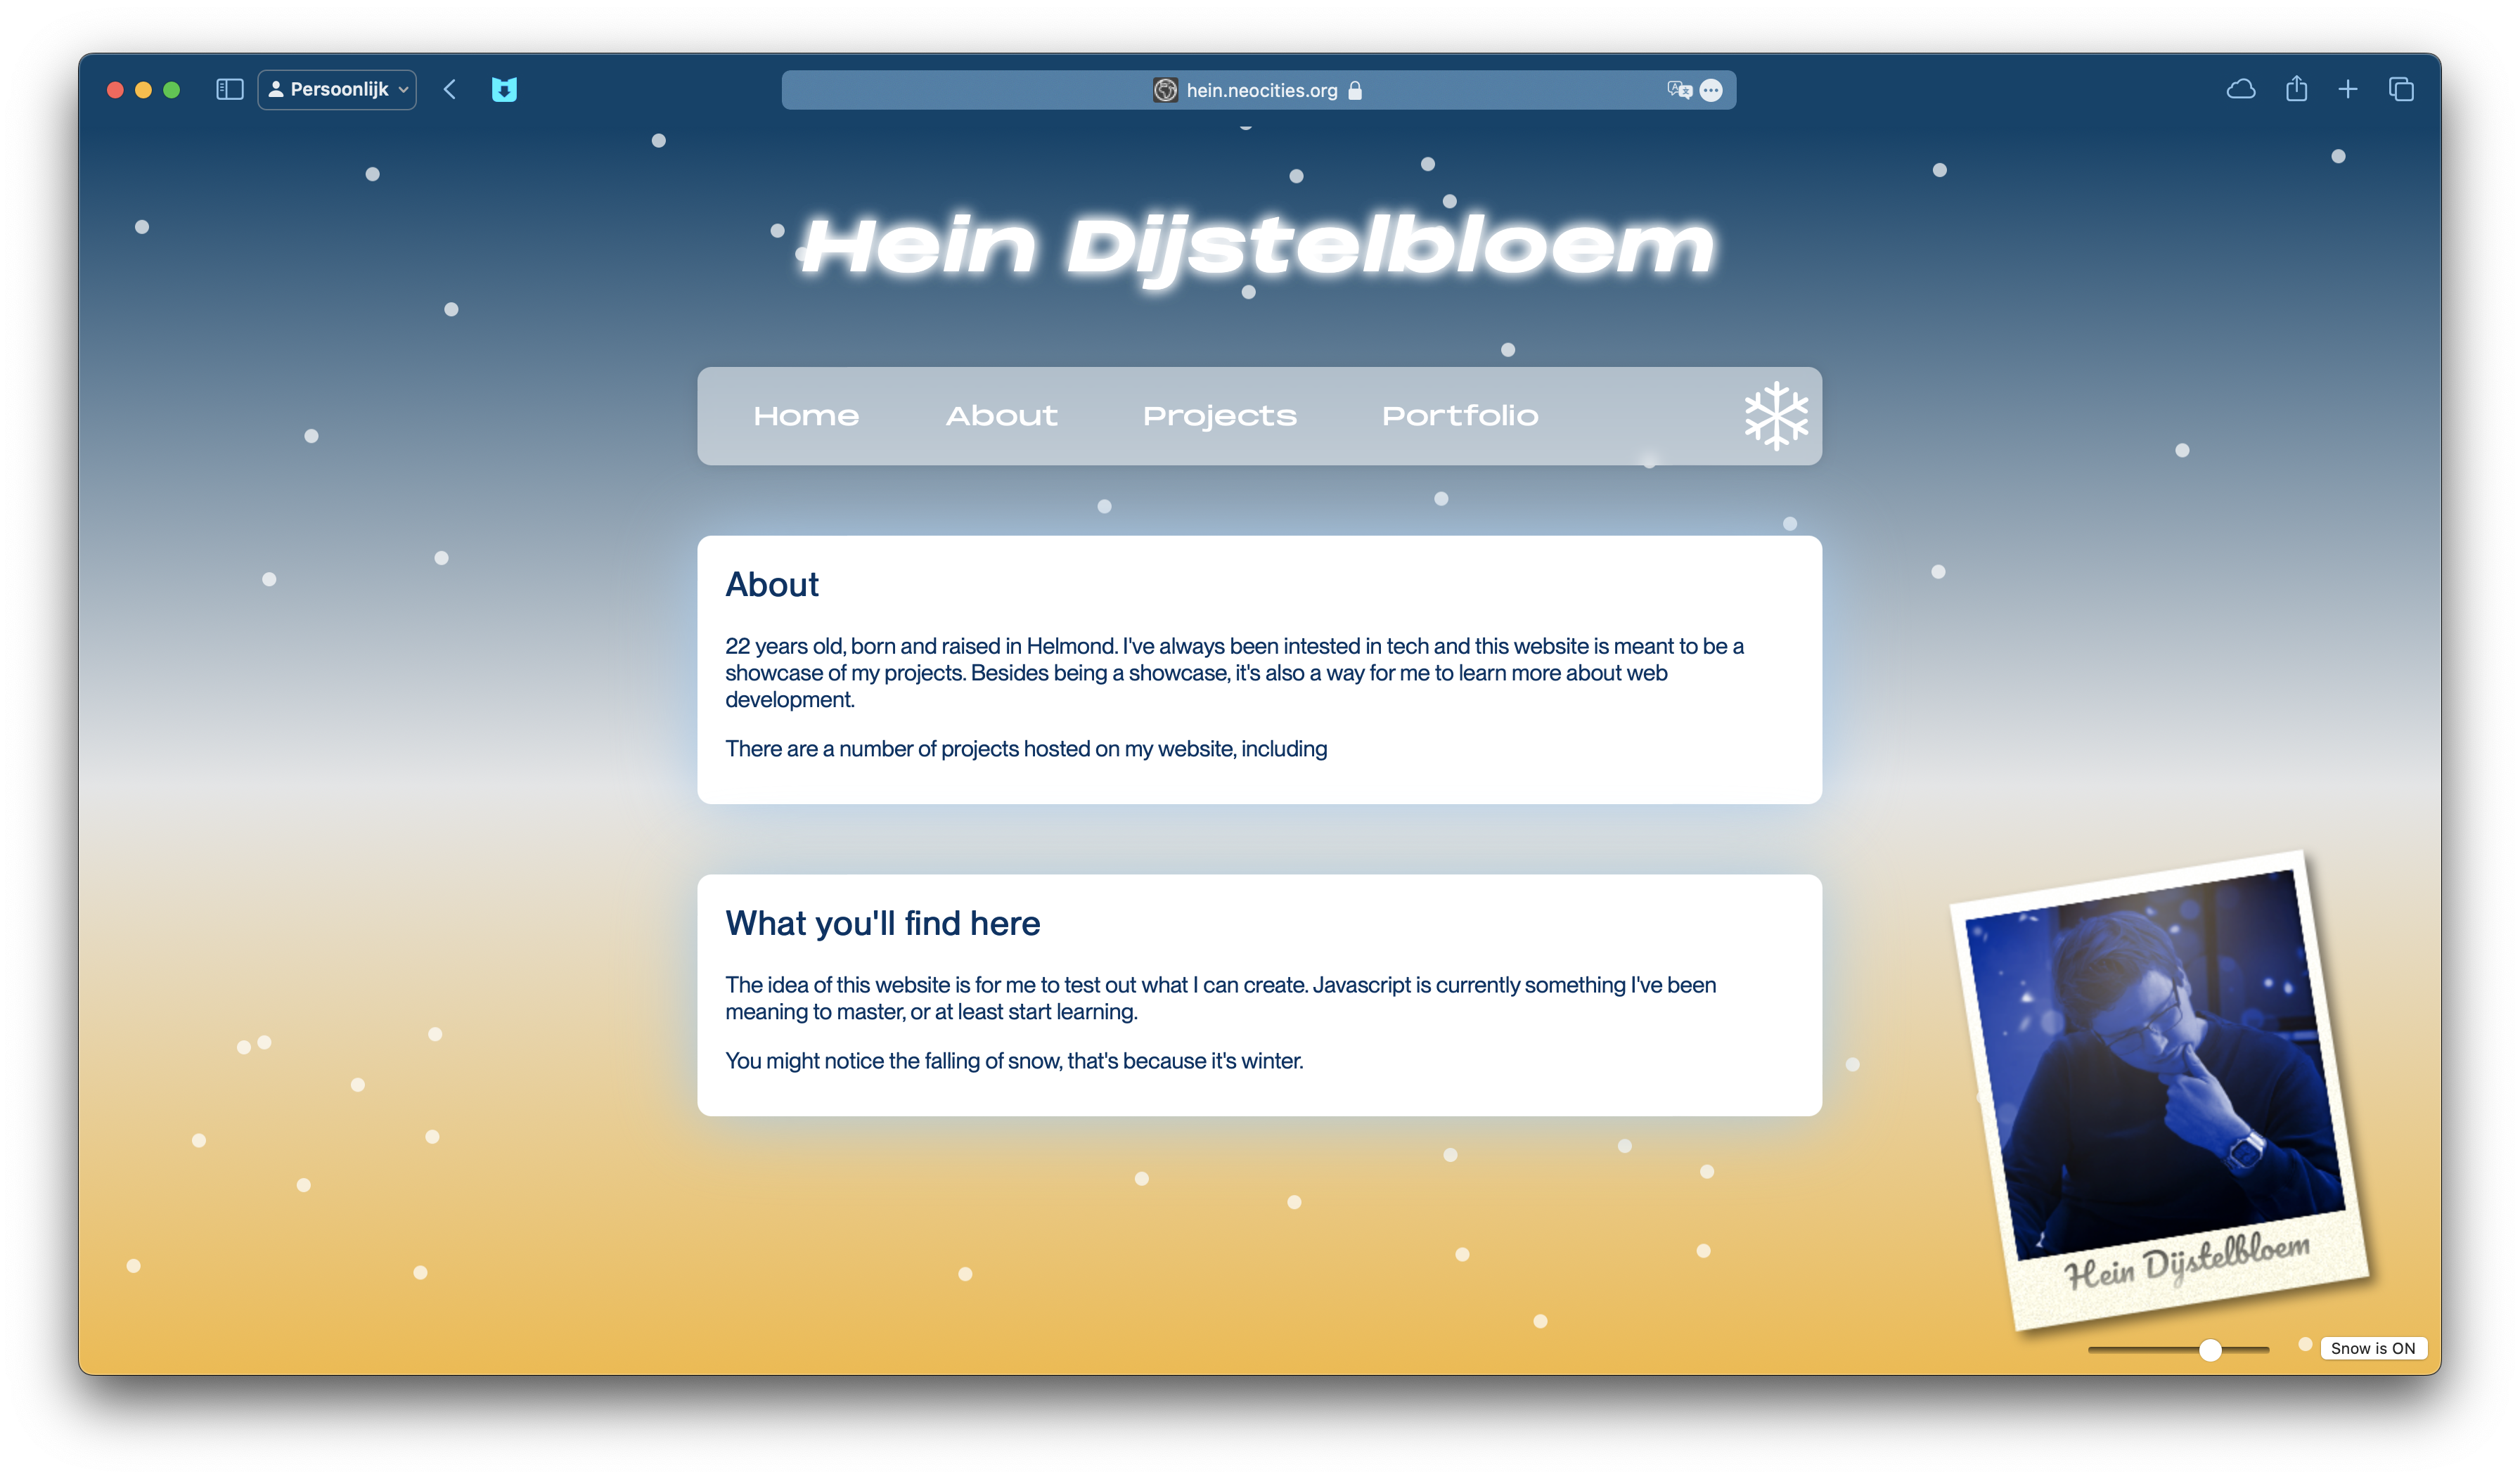 Persoonlijk
hein.neocities.org
Hein Dijstelbloem
Home About Projects Portfolio
About
22 years old, born and raised in Helmond. I've always been intested in tech and this website is meant to be a
showcase of my projects. Besides being a showcase, it's also a way for me to learn more about web
development.
There are a number of projects hosted on my website, including
What you'll find here
The idea of this website is for me to test out what I can create. Javascript is currently something I've been
meaning to master, or at least start learning.
You might notice the falling of snow, that's because it's winter.
Hein Dijstelbloem
Snow is ON